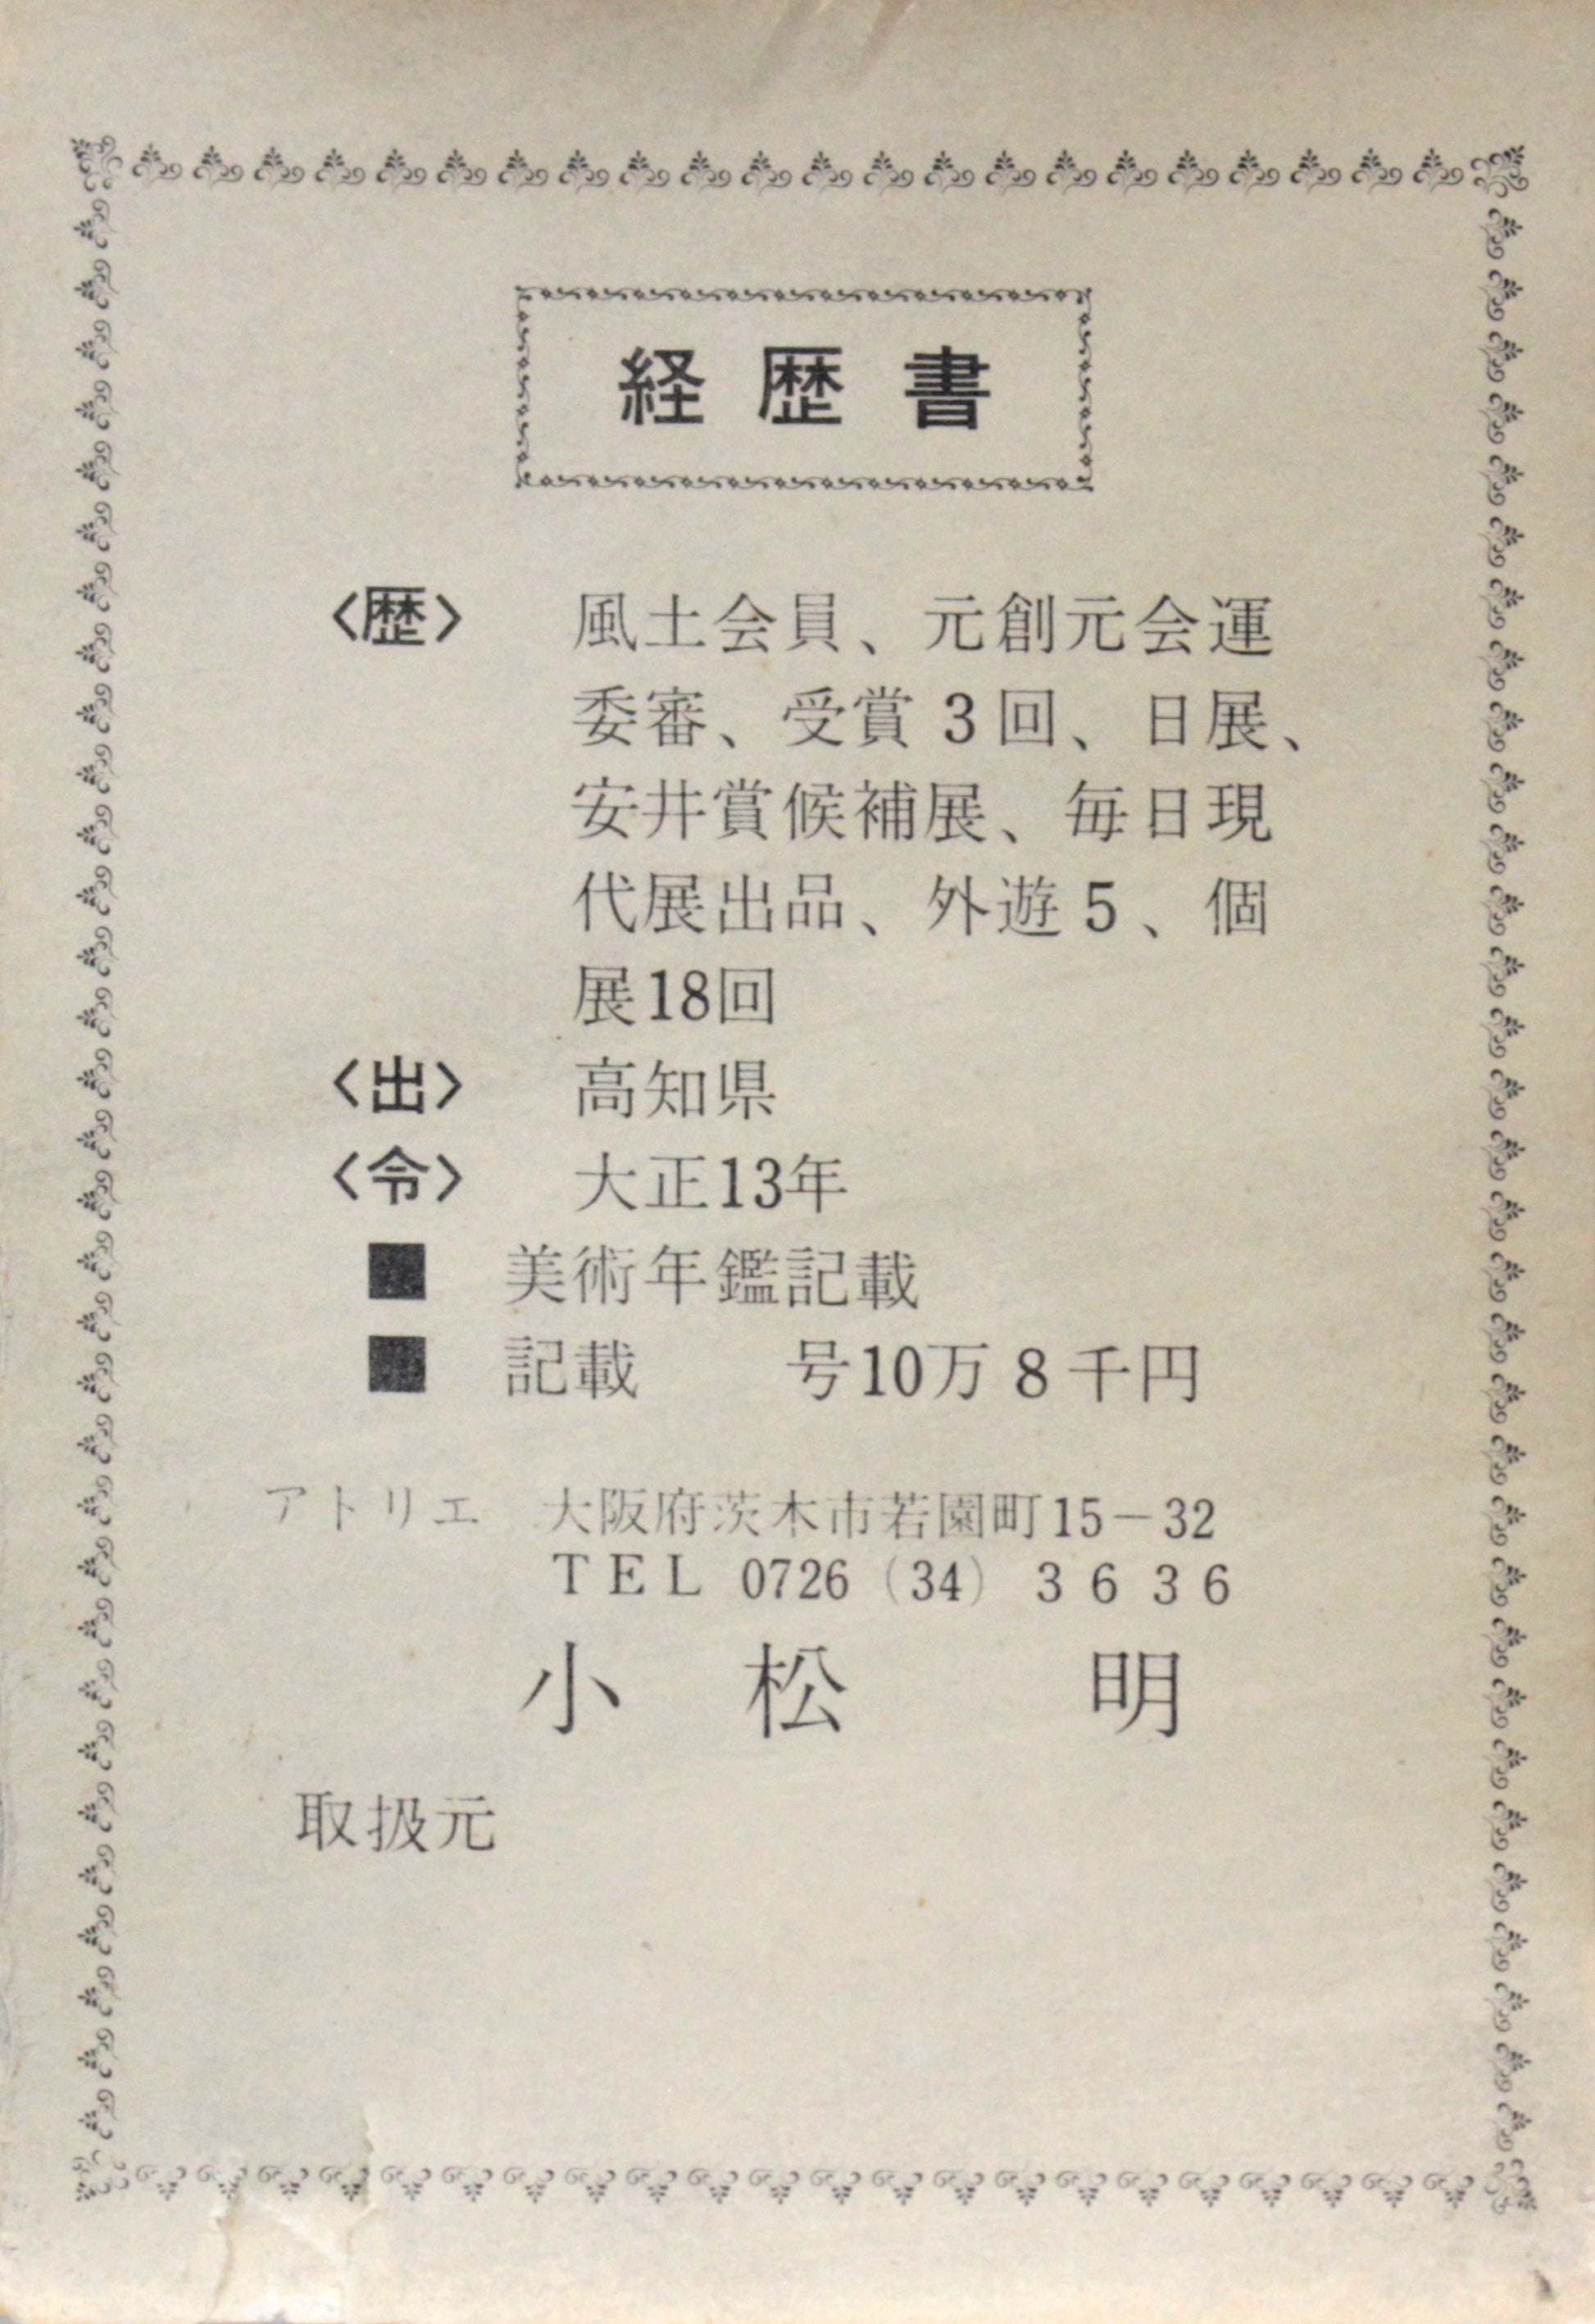 経歴書
〈歴〉 風土会員、元創元会運
委審、受賞3回、日展、
安井賞候補展、毎日現
代展出品、外遊5、個
展18回
〈出〉 高知県
〈令〉 大正13年
■ 美術年鑑記載
■ 記載 号10万8千円
アトリエ 大阪府茨木市若園町15-32
TEL 0726 (34) 3636
小松 明
取扱元